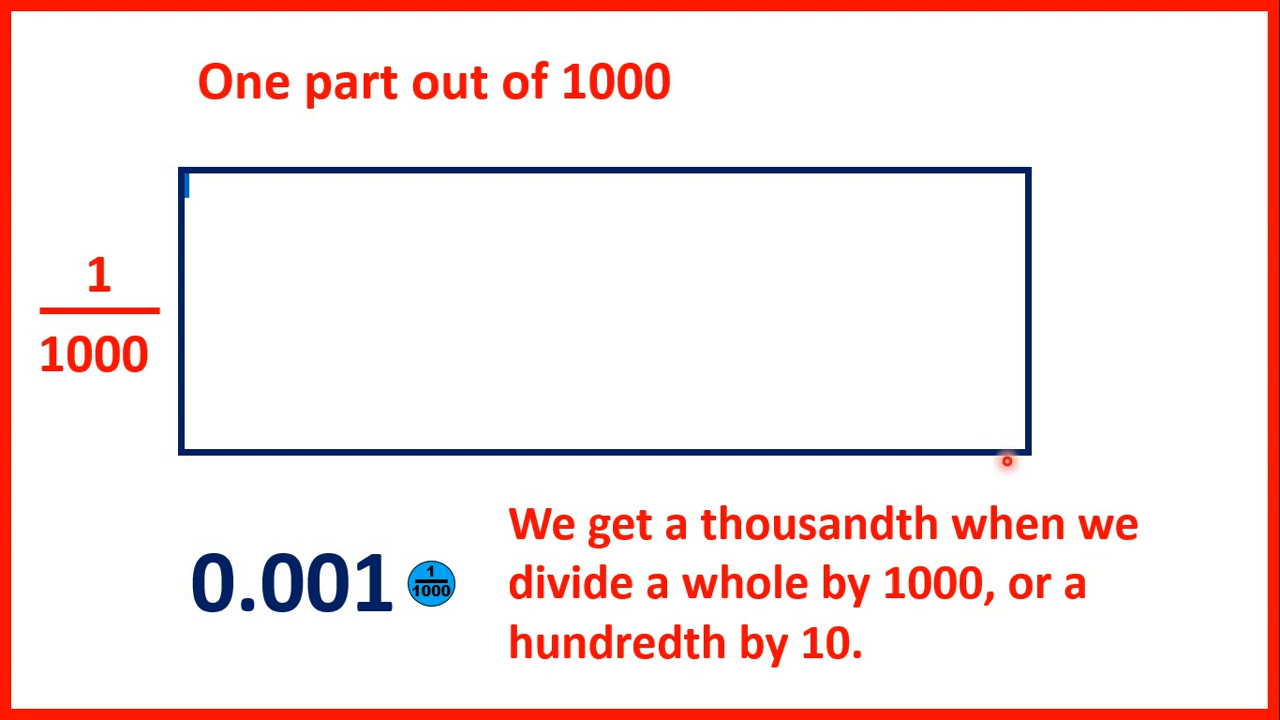 One part out of 1000
1
1000
0.001
1
1000
We get a thousandth when we
divide a whole by 1000, or a
hundredth by 10.